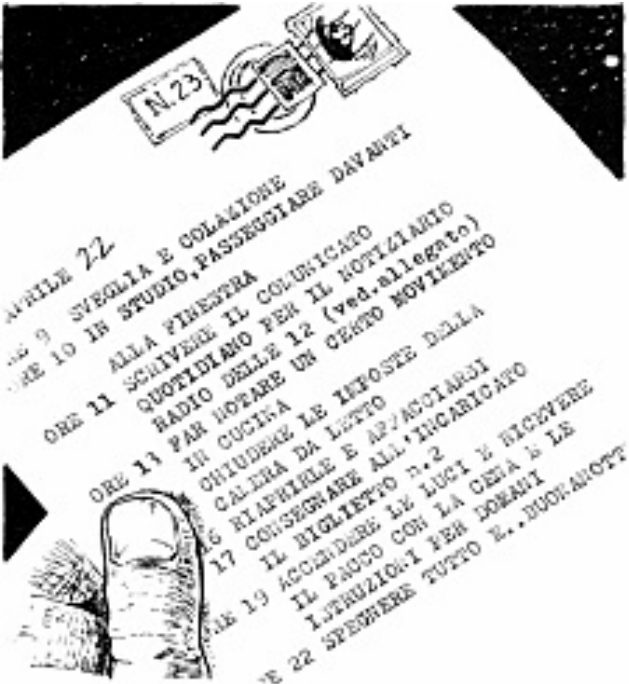 N.23
APRILE 22
ORE 9 SVEGLIA E COLAZIONE
ORE 10 IN STUDIO, PASSEGGIARE DAVANTI
ALLA FINESTRA
ORE 11 SCRIVERE IL COMUNICATO
QUOTIDIANO PER IL NOTIZIARIO
RADIO DELLE 12 (ved.allegato)
ORE 13 FAR NOTARE UN CERTO MOVIMENTO
IN CUCINA
CHIUDERE LE IMPOSTE DELLA
CAMERA DA LETTO
16 RIAPRIRLE E AFFACCIARSI
17 CONSEGNARE ALL'INCARICATO
IL BIGLIETTO n.2
RE 19 ACCENDERE LE LUCI E RICEVERE
IL PACCO CON LA CENA E LE
ISTRUZIONI PER DOMANI
RE 22 SPEGNERE TUTTO E..BUONANOTT